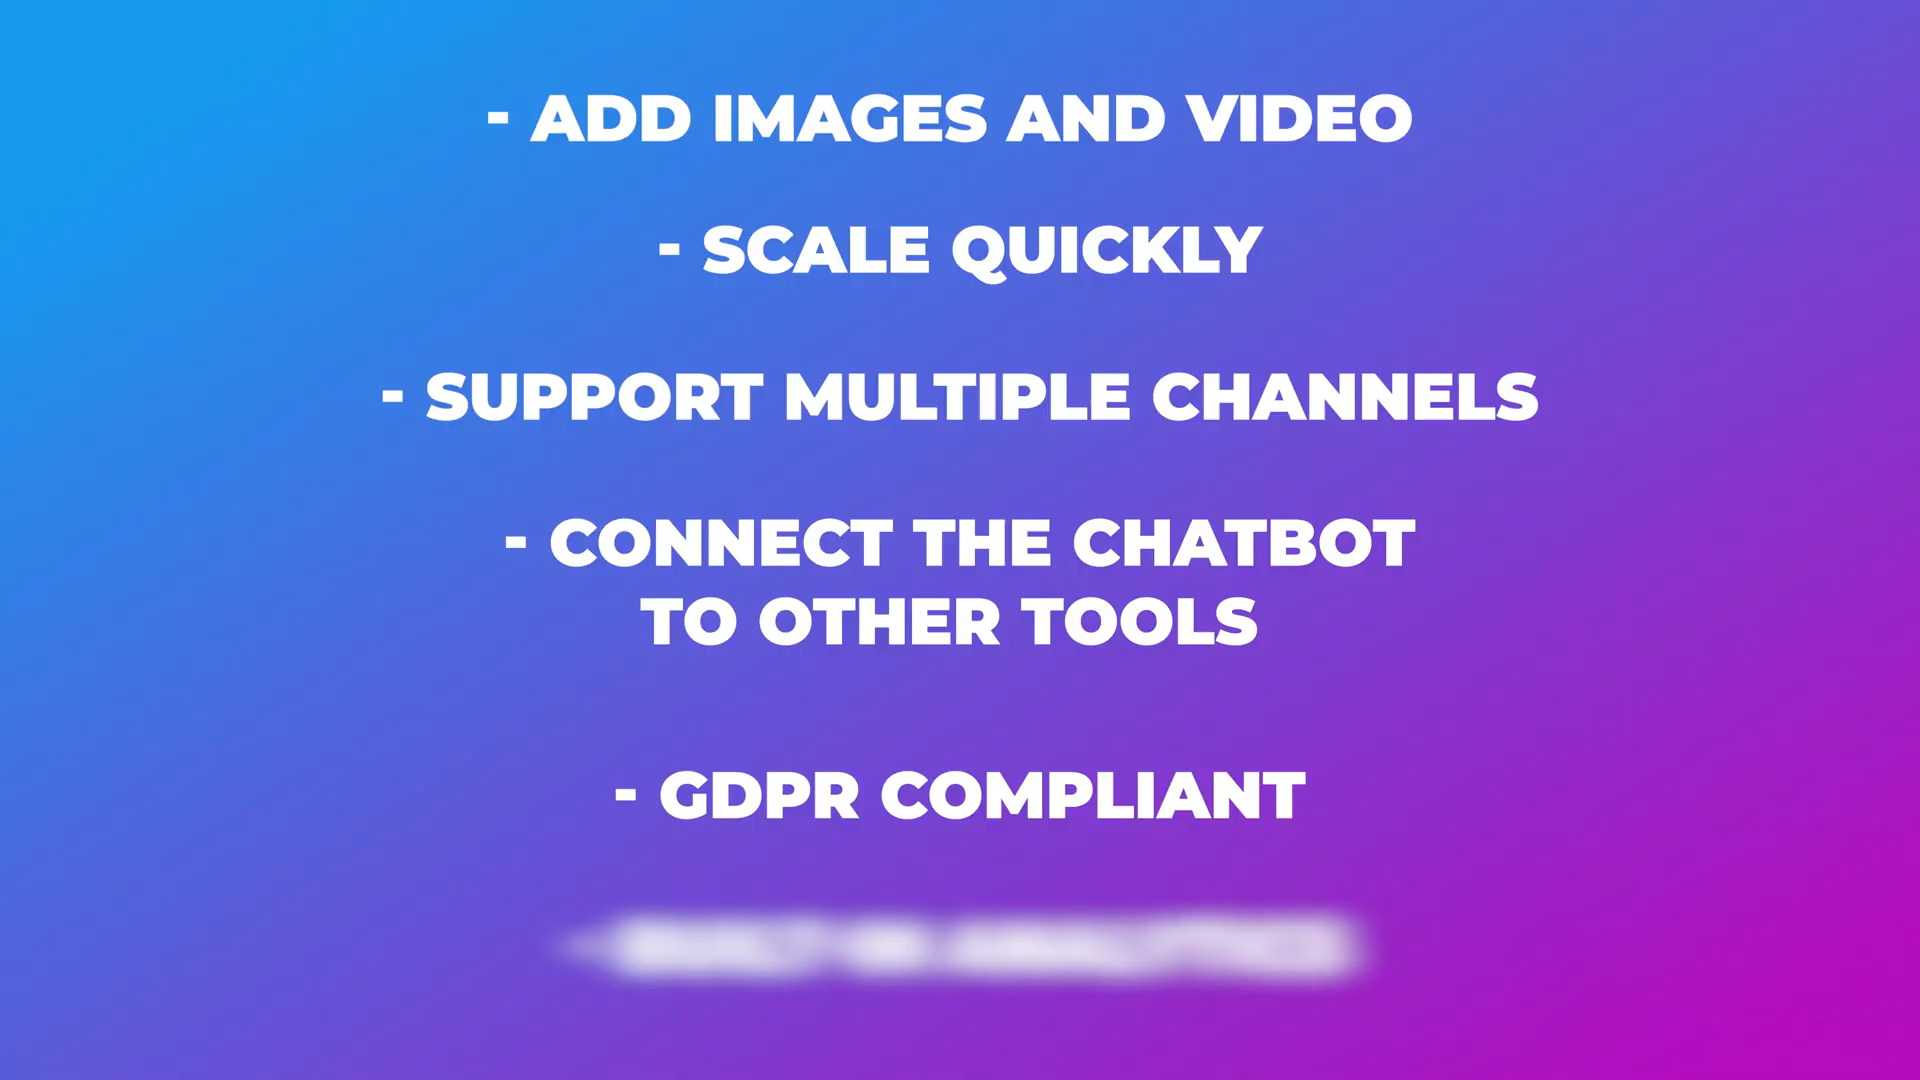 - ADD IMAGES AND VIDEO
- SCALE QUICKLY
- SUPPORT MULTIPLE CHANNELS
- CONNECT THE CHATBOT
TO OTHER TOOLS
- GDPR COMPLIANT